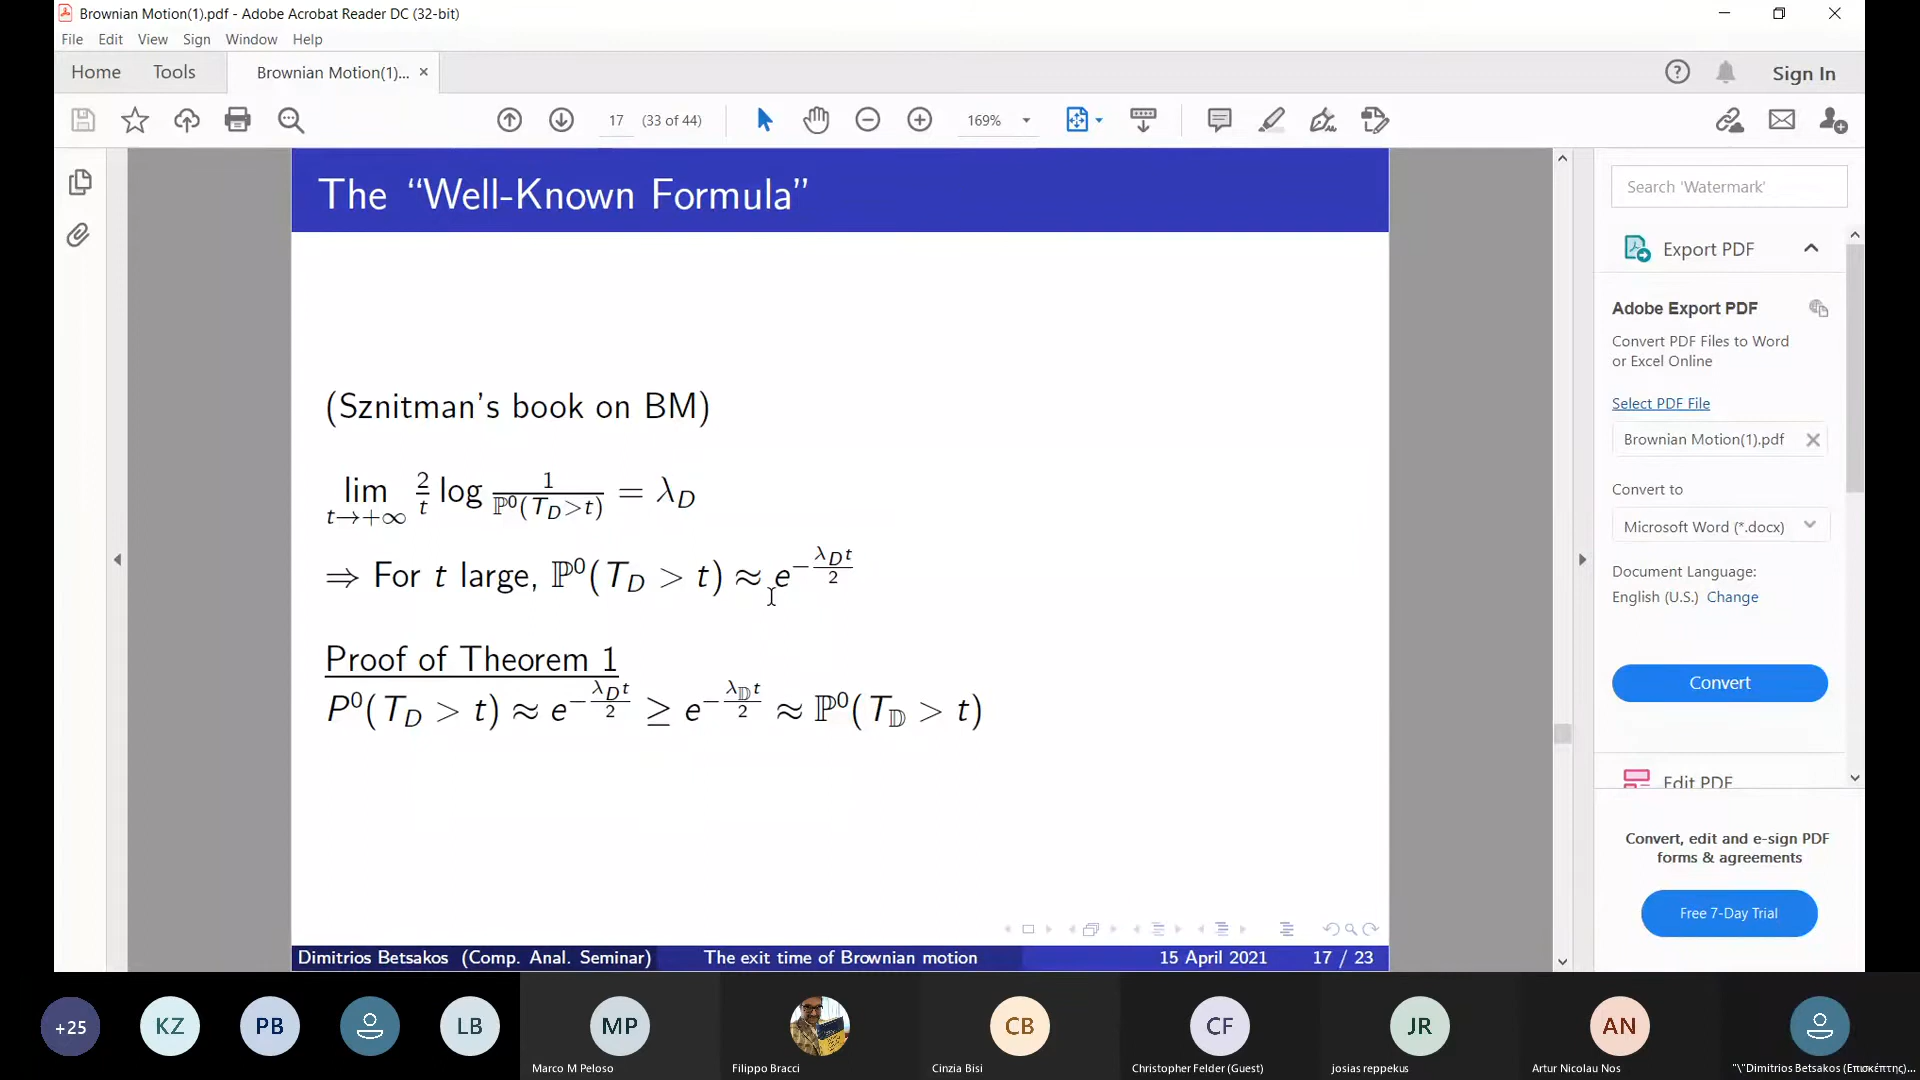 Brownian Motion(1).pdf - Adobe Acrobat Reader DC (32-bit)
File Edit View Sign Window Help
Home Tools Brownian Motion(1)... × Sign In
17 (33 of 44) 169%
The “Well-Known Formula”
(Sznitman's book on BM)
lim_{t→+∞} 2/t log 1/ℙ⁰(T_D>t) = λ_D
⇒ For t large, ℙ⁰(T_D > t) ≈ e^{-λ_D t/2}
Proof of Theorem 1
P⁰(T_D > t) ≈ e^{-λ_D t/2} ≥ e^{-λ_𝔻 t/2} ≈ ℙ⁰(T_𝔻 > t)
Dimitrios Betsakos (Comp. Anal. Seminar) The exit time of Brownian motion 15 April 2021 17 / 23
Search 'Watermark'
Export PDF
Adobe Export PDF
Convert PDF Files to Word
or Excel Online
Select PDF File
Brownian Motion(1).pdf
Convert to
Microsoft Word (*.docx)
Document Language:
English (U.S.) Change
Convert
Edit PDF
Convert, edit and e-sign PDF
forms & agreements
Free 7-Day Trial
+25 KZ PB LB MP CB CF JR AN
Marco M Peloso Filippo Bracci Cinzia Bisi Christopher Felder (Guest) josias reppekus Artur Nicolau Nos "\"Dimitrios Betsakos (Επισκέπτης)...